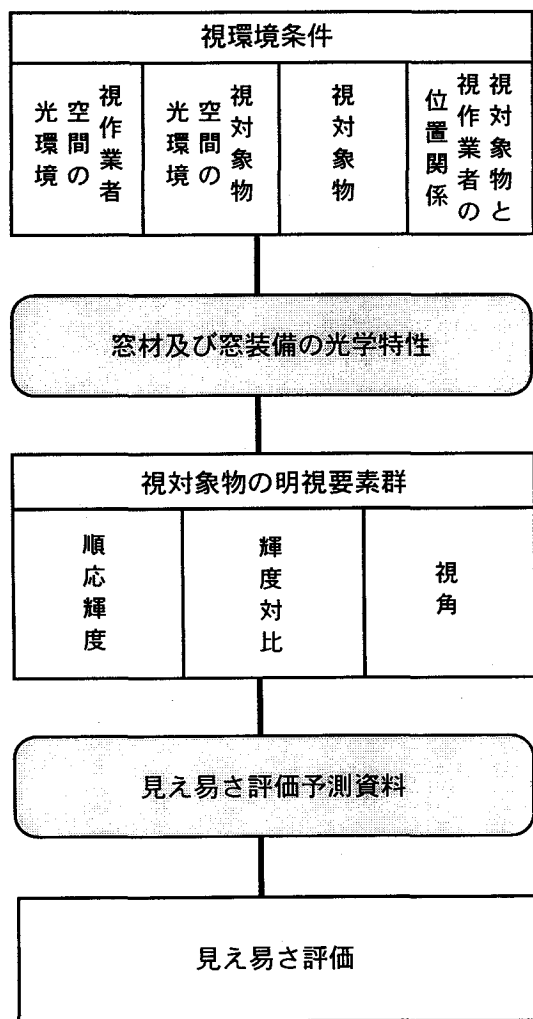 視環境条件
視作業者
空間の
光環境
視対象物
空間の
光環境
視対象物
視対象物と
視作業者の
位置関係
窓材及び窓装備の光学特性
視対象物の明視要素群
順応輝度
輝度対比
視角
見え易さ評価予測資料
見え易さ評価